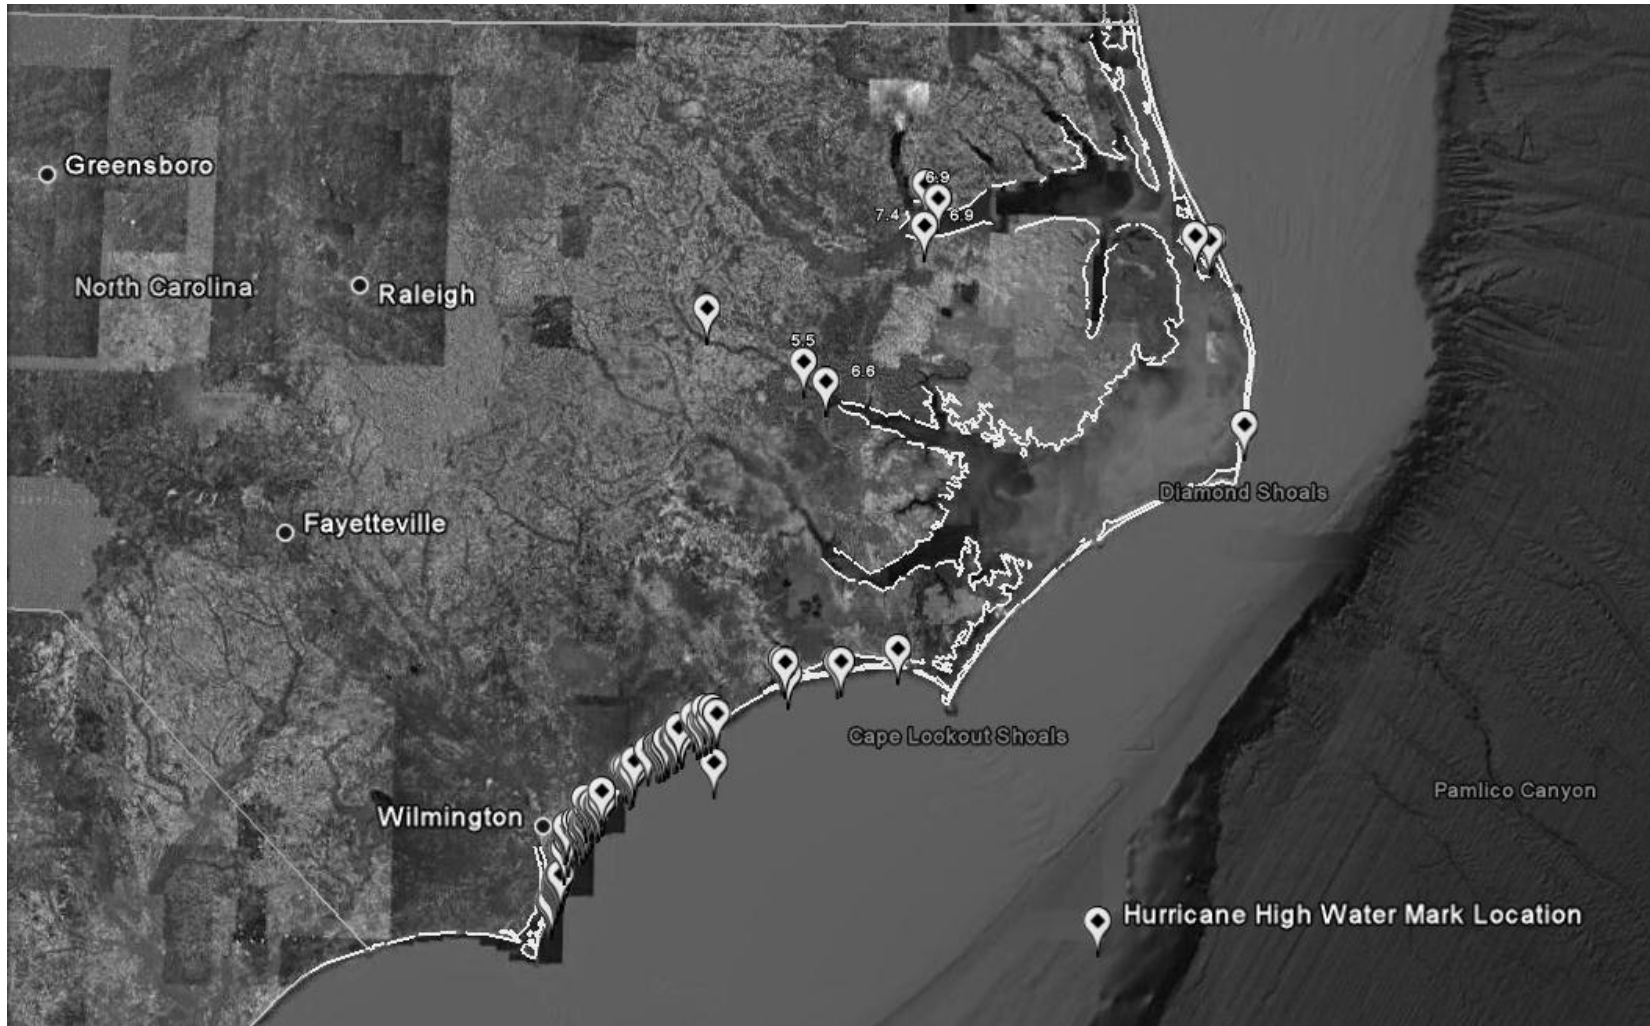 Greensboro
6.9
7.4
6.9
North Carolina
Raleigh
5.5
6.6
Diamond Shoals
Fayetteville
Cape Lookout Shoals
Pamlico Canyon
Wilmington
Hurricane High Water Mark Location